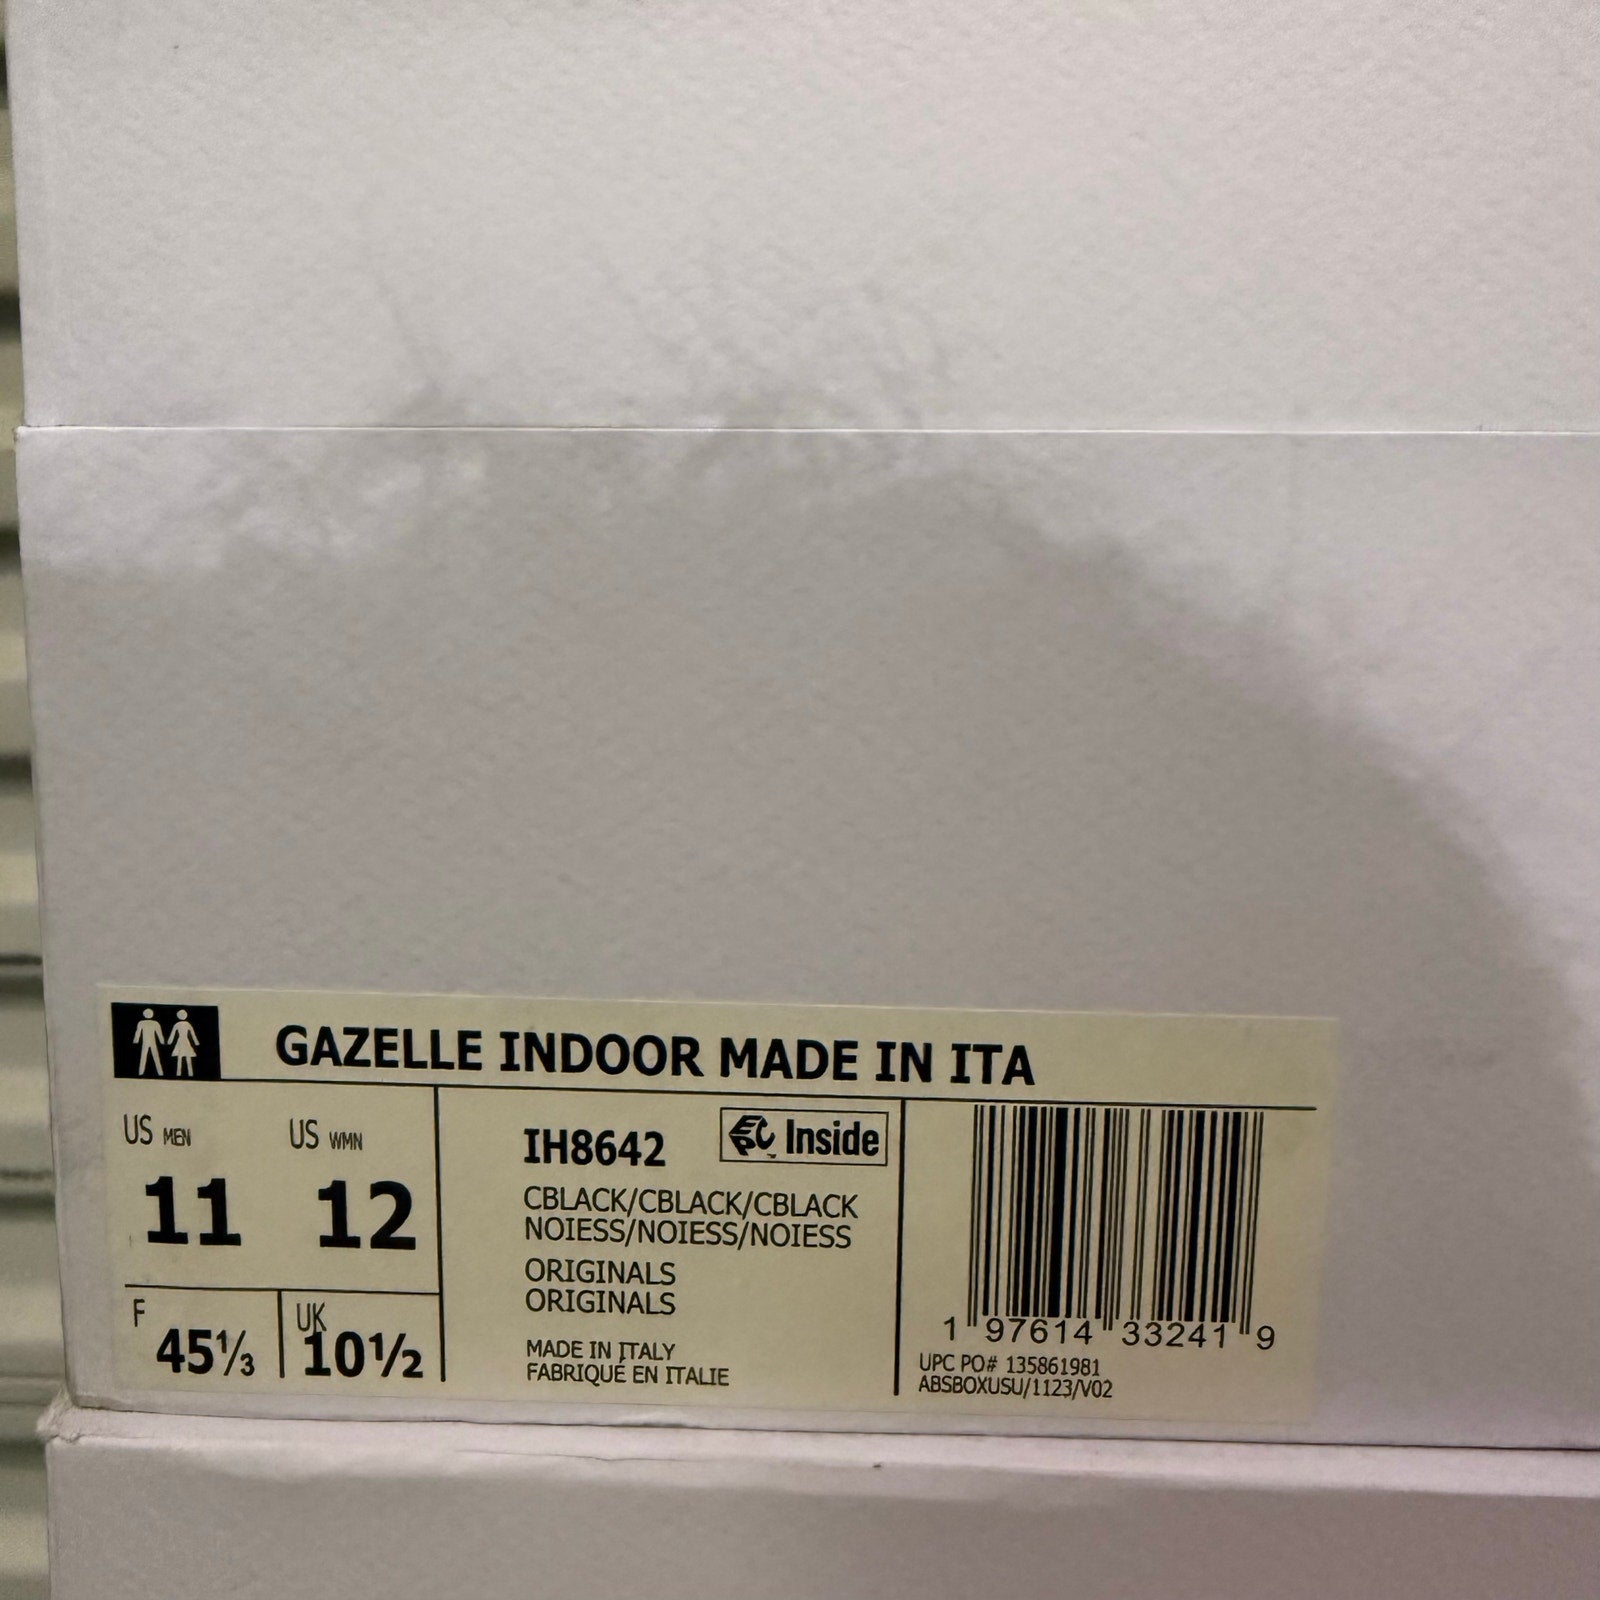 GAZELLE INDOOR MADE IN ITA
US MEN US WMN
11 12
F UK
45⅓ 10½
IH8642 EPC Inside
CBLACK/CBLACK/CBLACK
NOIESS/NOIESS/NOIESS
ORIGINALS
ORIGINALS
MADE IN ITALY
FABRIQUÉ EN ITALIE
1 97614 33241 9
UPC PO# 135861981
ABSBOXUSU/1123/V02